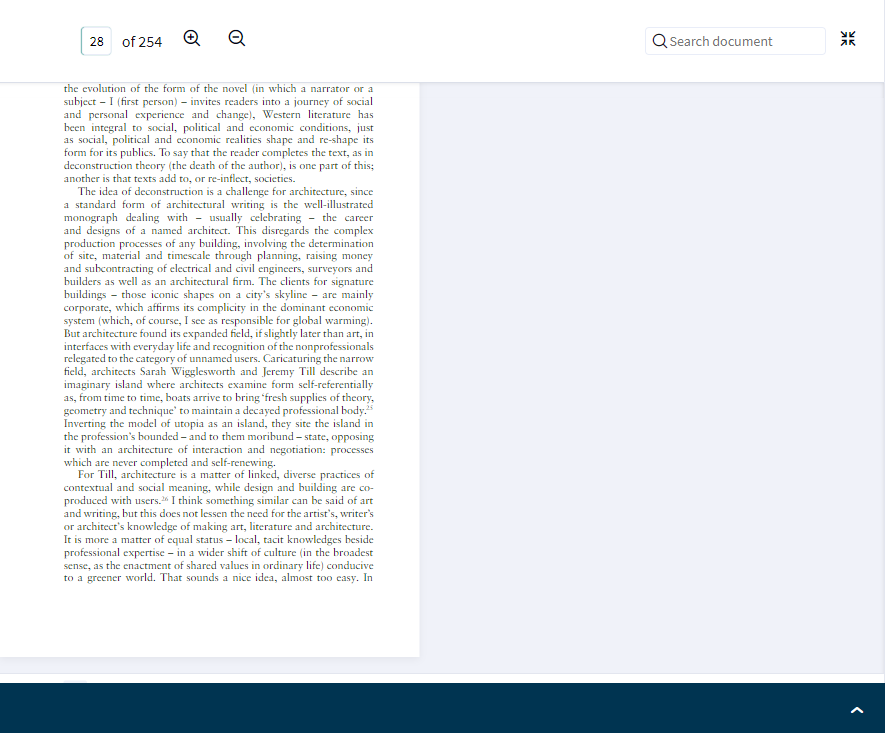 28 of 254 Search document
the evolution of the form of the novel (in which a narrator or a
subject – I (first person) – invites readers into a journey of social
and personal experience and change), Western literature has
been integral to social, political and economic conditions, just
as social, political and economic realities shape and re-shape its
form for its publics. To say that the reader completes the text, as in
deconstruction theory (the death of the author), is one part of this;
another is that texts add to, or re-inflect, societies.
The idea of deconstruction is a challenge for architecture, since
a standard form of architectural writing is the well-illustrated
monograph dealing with – usually celebrating – the career
and designs of a named architect. This disregards the complex
production processes of any building, involving the determination
of site, material and timescale through planning, raising money
and subcontracting of electrical and civil engineers, surveyors and
builders as well as an architectural firm. The clients for signature
buildings – those iconic shapes on a city's skyline – are mainly
corporate, which affirms its complicity in the dominant economic
system (which, of course, I see as responsible for global warming).
But architecture found its expanded field, if slightly later than art, in
interfaces with everyday life and recognition of the nonprofessionals
relegated to the category of unnamed users. Caricaturing the narrow
field, architects Sarah Wigglesworth and Jeremy Till describe an
imaginary island where architects examine form self-referentially
as, from time to time, boats arrive to bring ‘fresh supplies of theory,
geometry and technique’ to maintain a decayed professional body.²⁵
Inverting the model of utopia as an island, they site the island in
the profession's bounded – and to them moribund – state, opposing
it with an architecture of interaction and negotiation: processes
which are never completed and self-renewing.
For Till, architecture is a matter of linked, diverse practices of
contextual and social meaning, while design and building are co-
produced with users.²⁶ I think something similar can be said of art
and writing, but this does not lessen the need for the artist's, writer's
or architect's knowledge of making art, literature and architecture.
It is more a matter of equal status – local, tacit knowledges beside
professional expertise – in a wider shift of culture (in the broadest
sense, as the enactment of shared values in ordinary life) conducive
to a greener world. That sounds a nice idea, almost too easy. In